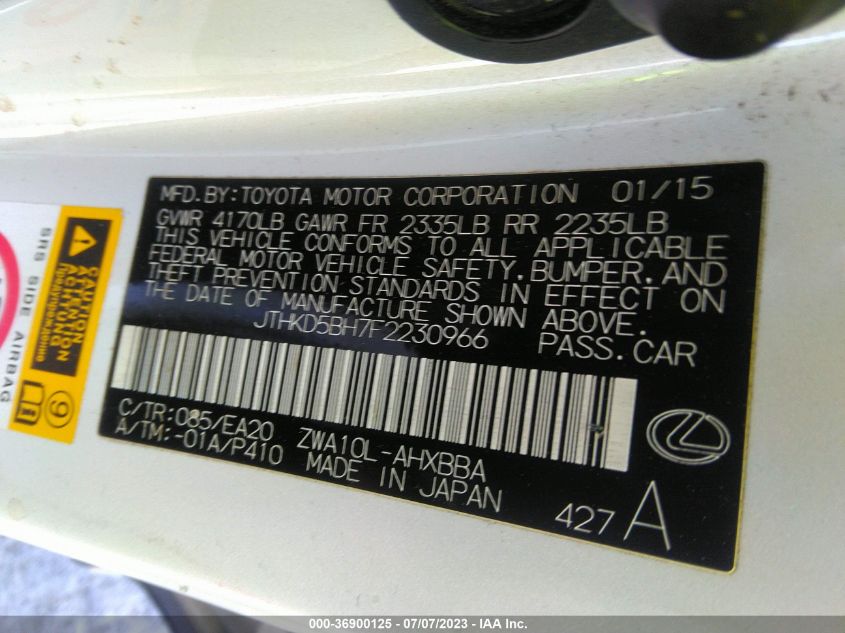 MFD.BY:TOYOTA MOTOR CORPORATION 01/15
GVWR 4170LB GAWR FR 2335LB RR 2235LB
THIS VEHICLE CONFORMS TO ALL APPLICABLE
FEDERAL MOTOR VEHICLE SAFETY,BUMPER,AND
THEFT PREVENTION STANDARDS IN EFFECT ON
THE DATE OF MANUFACTURE SHOWN ABOVE.
JTHKD5BH7F2230966 PASS.CAR
C/TR:085/EA20 ZWA10L-AHXBBA
A/TM:-01A/P410 MADE IN JAPAN
427 A
SRS SIDE AIRBAG
CAUTION
ACHTUNG
9
000-36900125 - 07/07/2023 - IAA Inc.